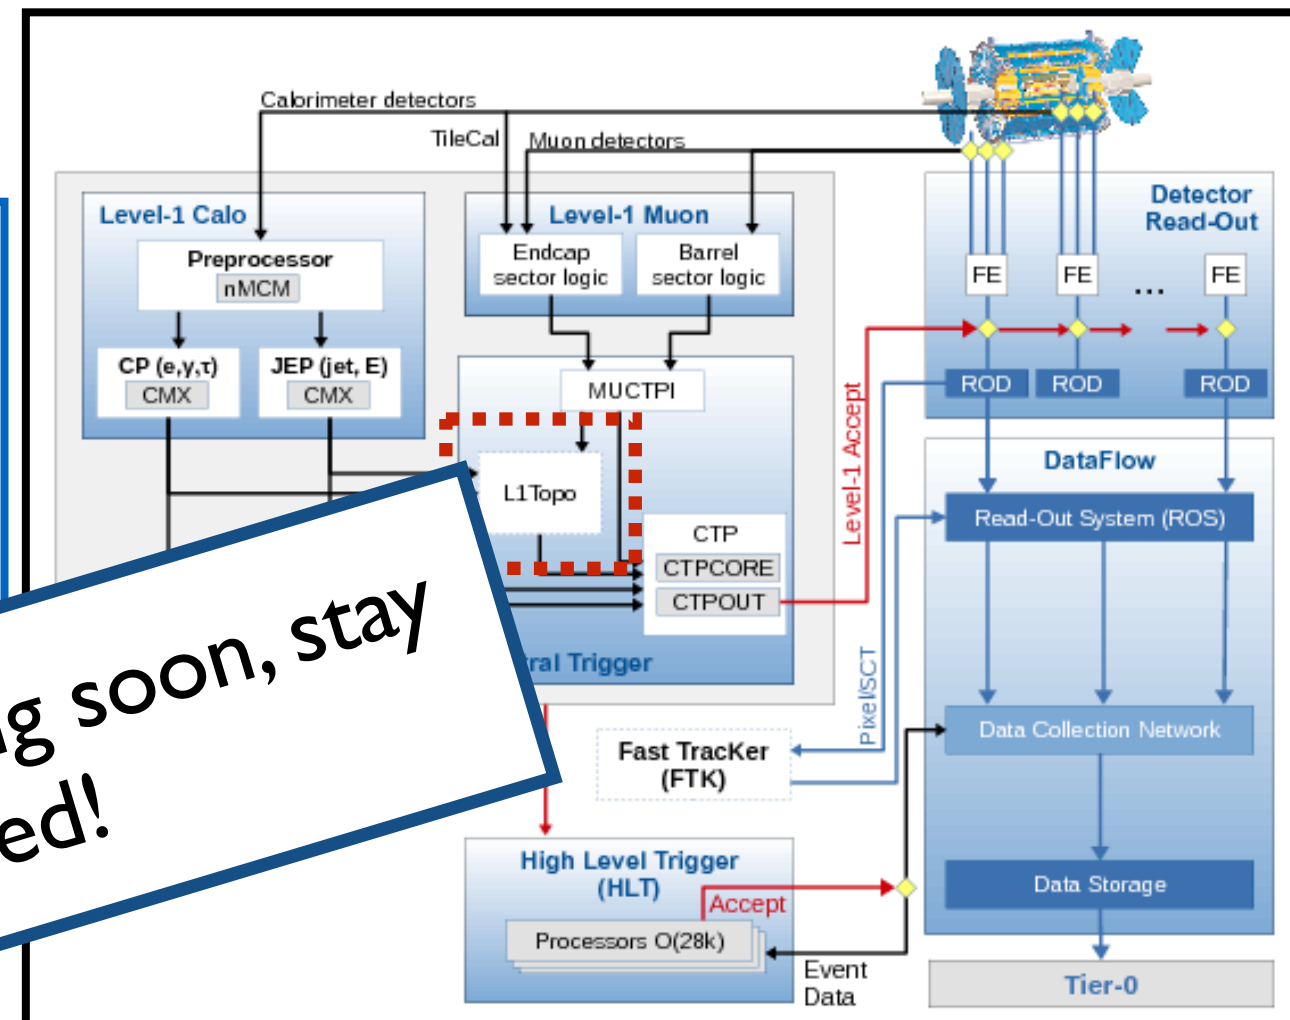 Calorimeter detectors
TileCal
Muon detectors
Level-1 Calo
Preprocessor
nMCM
CP (e,γ,τ)
CMX
JEP (jet, E)
CMX
Level-1 Muon
Endcap
sector logic
Barrel
sector logic
MUCTPI
L1Topo
CTP
CTPCORE
CTPOUT
Trigger
Level-1 Accept
Pixel/SCT
Detector
Read-Out
FE
FE
...
FE
ROD
ROD
ROD
DataFlow
Read-Out System (ROS)
Data Collection Network
Data Storage
Tier-0
Fast TracKer
(FTK)
High Level Trigger
(HLT)
Accept
Processors O(28k)
Event
Data
soon, stay